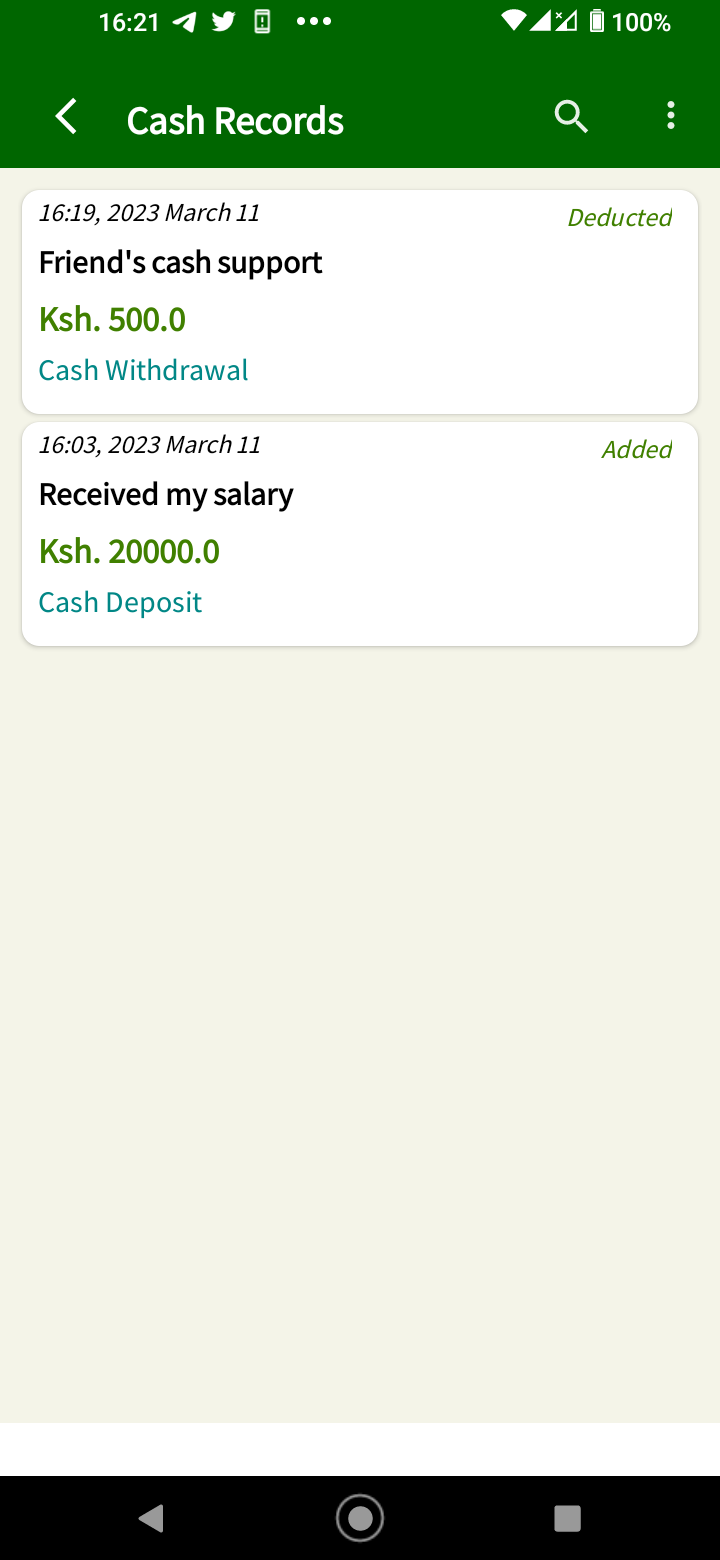 16:21 100%
Cash Records
16:19, 2023 March 11 Deducted
Friend's cash support
Ksh. 500.0
Cash Withdrawal
16:03, 2023 March 11 Added
Received my salary
Ksh. 20000.0
Cash Deposit